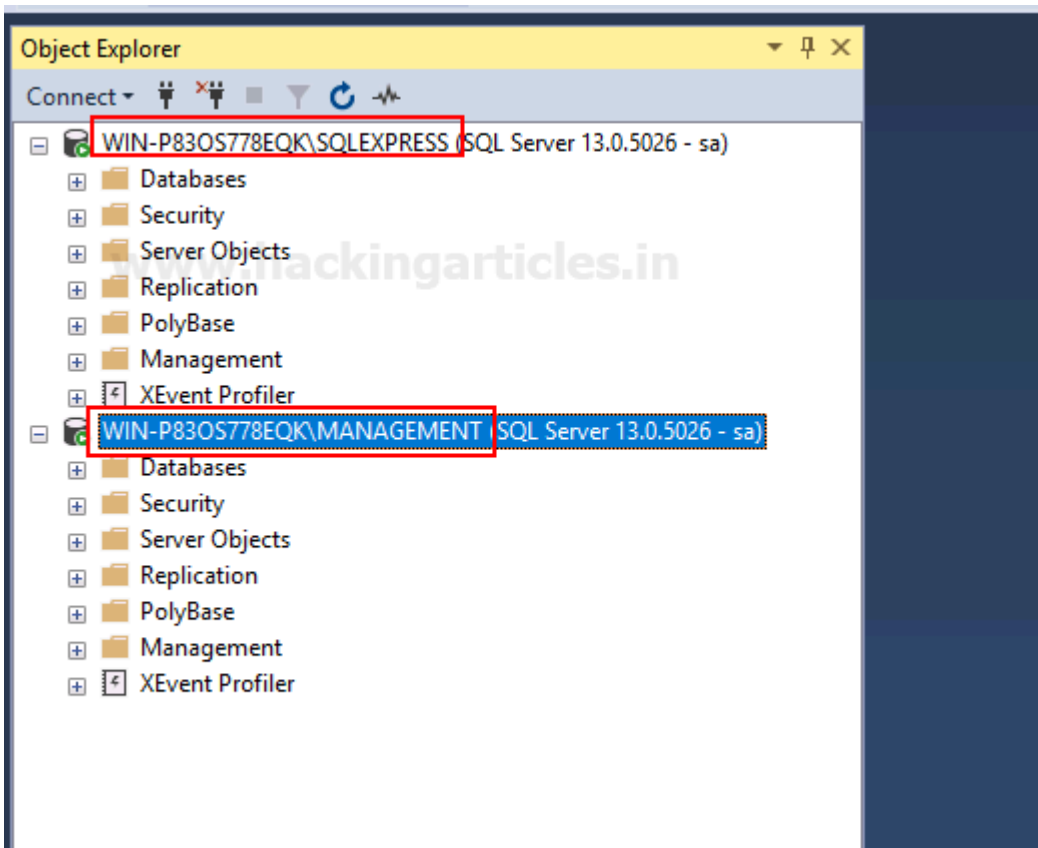 Object Explorer
Connect
WIN-P83OS778EQK\SQLEXPRESS (SQL Server 13.0.5026 - sa)
Databases
Security
Server Objects
www.hackingarticles.in
Replication
PolyBase
Management
XEvent Profiler
WIN-P83OS778EQK\MANAGEMENT (SQL Server 13.0.5026 - sa)
Databases
Security
Server Objects
Replication
PolyBase
Management
XEvent Profiler